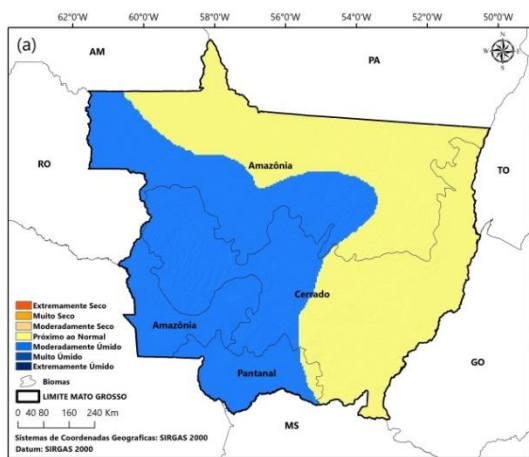 62°0'W 60°0'W 58°0'W 56°0'W 54°0'W 52°0'W 50°0'W
(a)
AM
PA
N
W E
S
RO
TO
Amazônia
Cerrado
Amazônia
Pantanal
GO
MS
Extremamente Seco
Muito Seco
Moderadamente Seco
Próximo ao Normal
Moderadamente Úmido
Muito Úmido
Extremamente Úmido
Biomas
LIMITE MATO GROSSO
0 40 80 160 240 Km
Sistemas de Coordenadas Geograficas: SIRGAS 2000
Datum: SIRGAS 2000